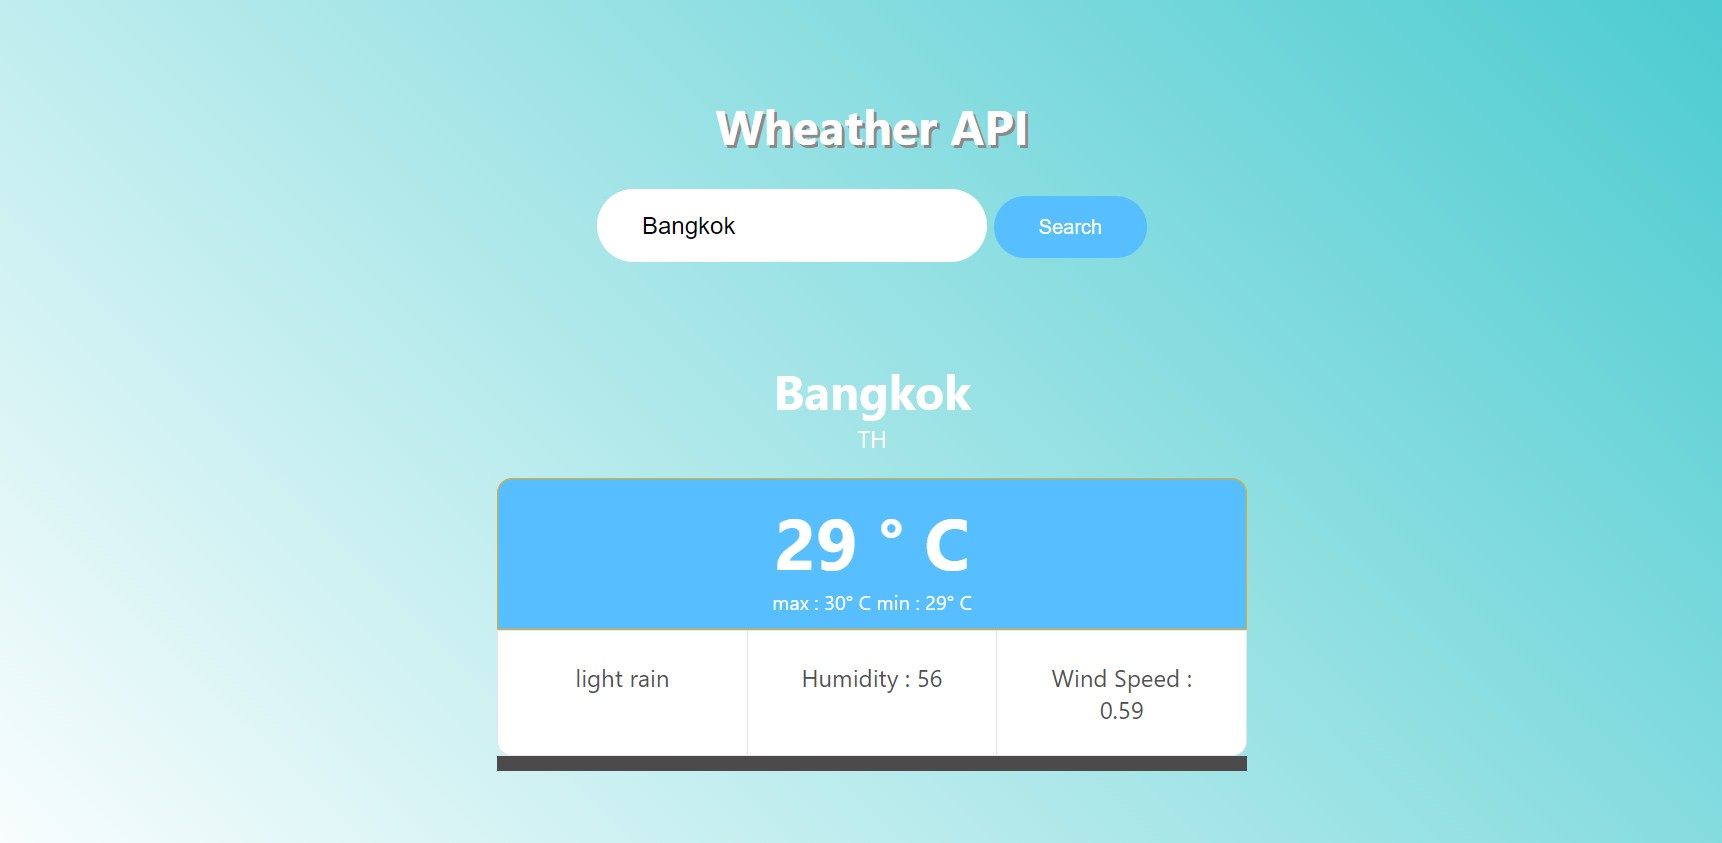 Wheather API
Bangkok
Search
Bangkok
TH
29 ° C
max : 30° C min : 29° C
light rain
Humidity : 56
Wind Speed :
0.59